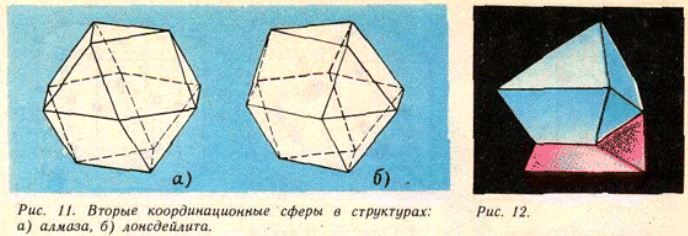 а)
б)
Рис. 11. Вторые координационные сферы в структурах:
а) алмаза, б) лонсдейлита.
Рис. 12.